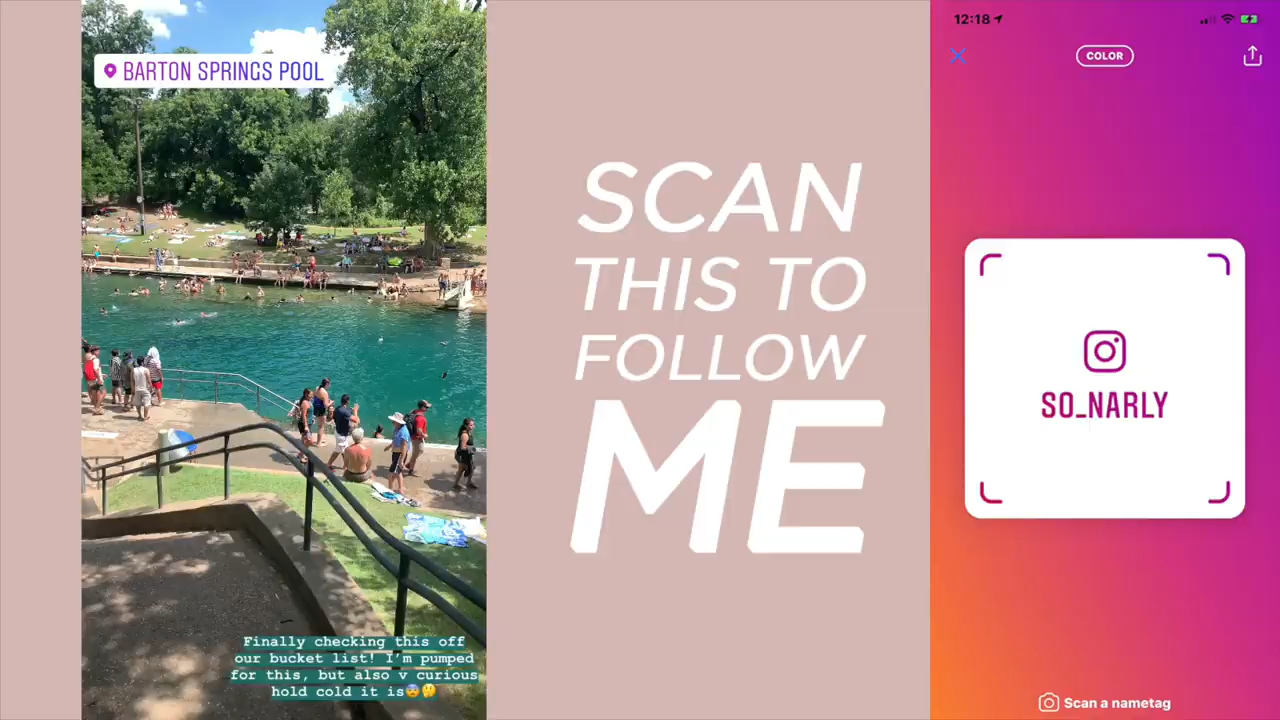 BARTON SPRINGS POOL
Finally checking this off
our bucket list! I'm pumped
for this, but also v curious
hold cold it is😨🤔
SCAN
THIS TO
FOLLOW
ME
12:18
COLOR
SO_NARLY
Scan a nametag